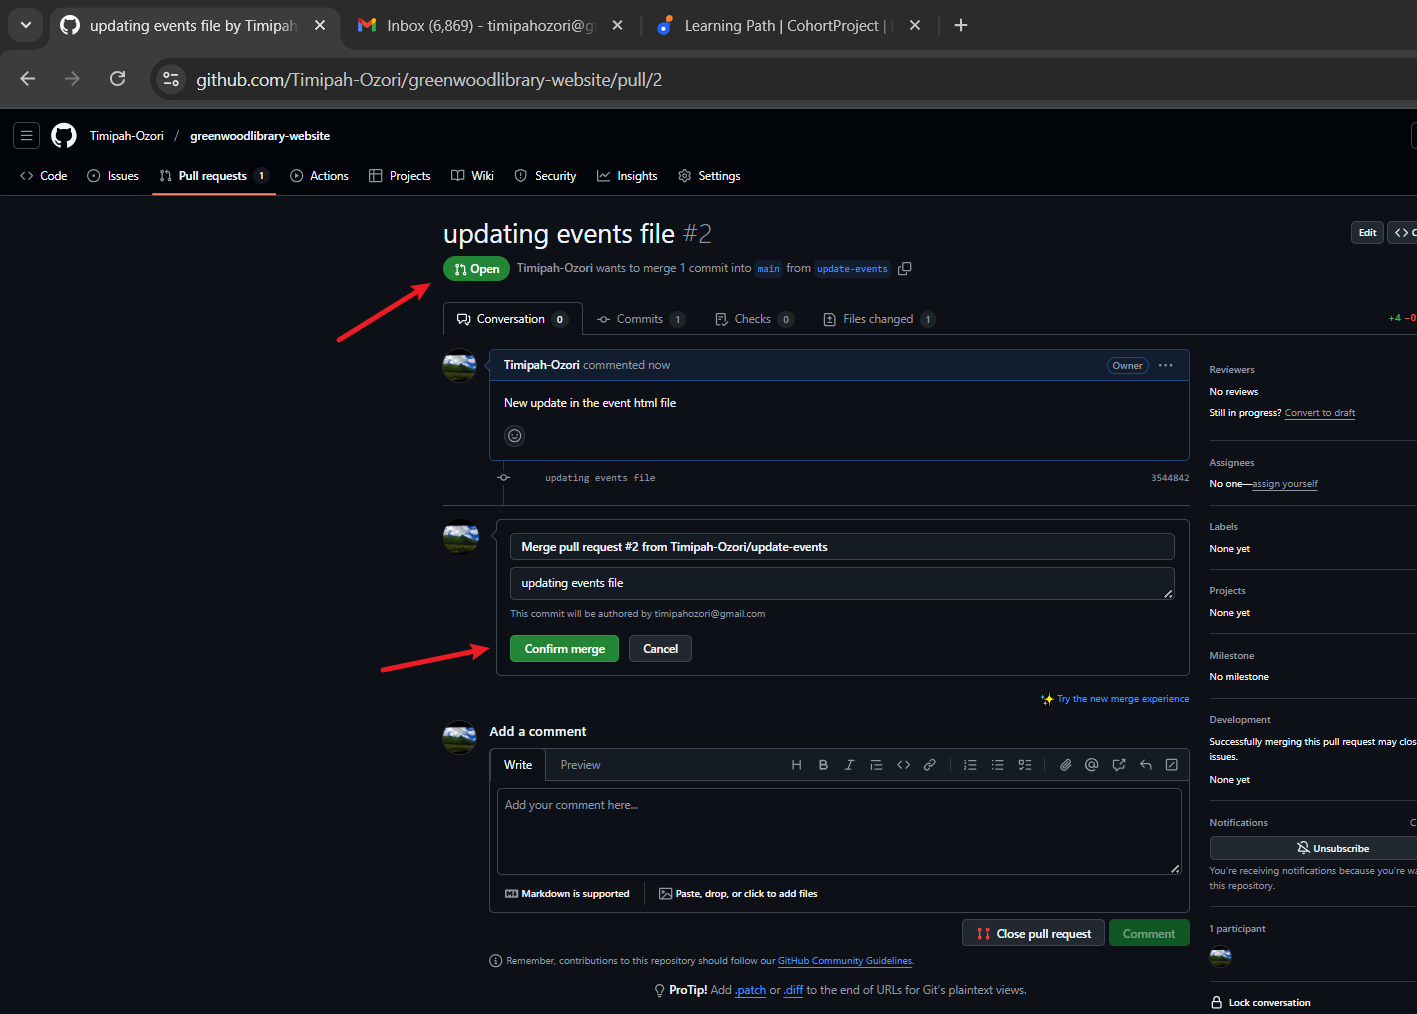 updating events file by Timipah
Inbox (6,869) - timipahozori@g
Learning Path | CohortProject |
github.com/Timipah-Ozori/greenwoodlibrary-website/pull/2
Timipah-Ozori / greenwoodlibrary-website
Code Issues Pull requests 1 Actions Projects Wiki Security Insights Settings
updating events file #2
Edit
Open Timipah-Ozori wants to merge 1 commit into main from update-events
Conversation 0 Commits 1 Checks 0 Files changed 1
+4 −0
Timipah-Ozori commented now
Owner
New update in the event html file
updating events file
3544842
Merge pull request #2 from Timipah-Ozori/update-events
updating events file
This commit will be authored by timipahozori@gmail.com
Confirm merge Cancel
Try the new merge experience
Add a comment
Write Preview
H B I
Add your comment here...
Markdown is supported
Paste, drop, or click to add files
Close pull request Comment
Remember, contributions to this repository should follow our GitHub Community Guidelines.
ProTip! Add .patch or .diff to the end of URLs for Git's plaintext views.
Reviewers
No reviews
Still in progress? Convert to draft
Assignees
No one—assign yourself
Labels
None yet
Projects
None yet
Milestone
No milestone
Development
Successfully merging this pull request may clos
issues.
None yet
Notifications
C
Unsubscribe
You're receiving notifications because you're wa
this repository.
1 participant
Lock conversation